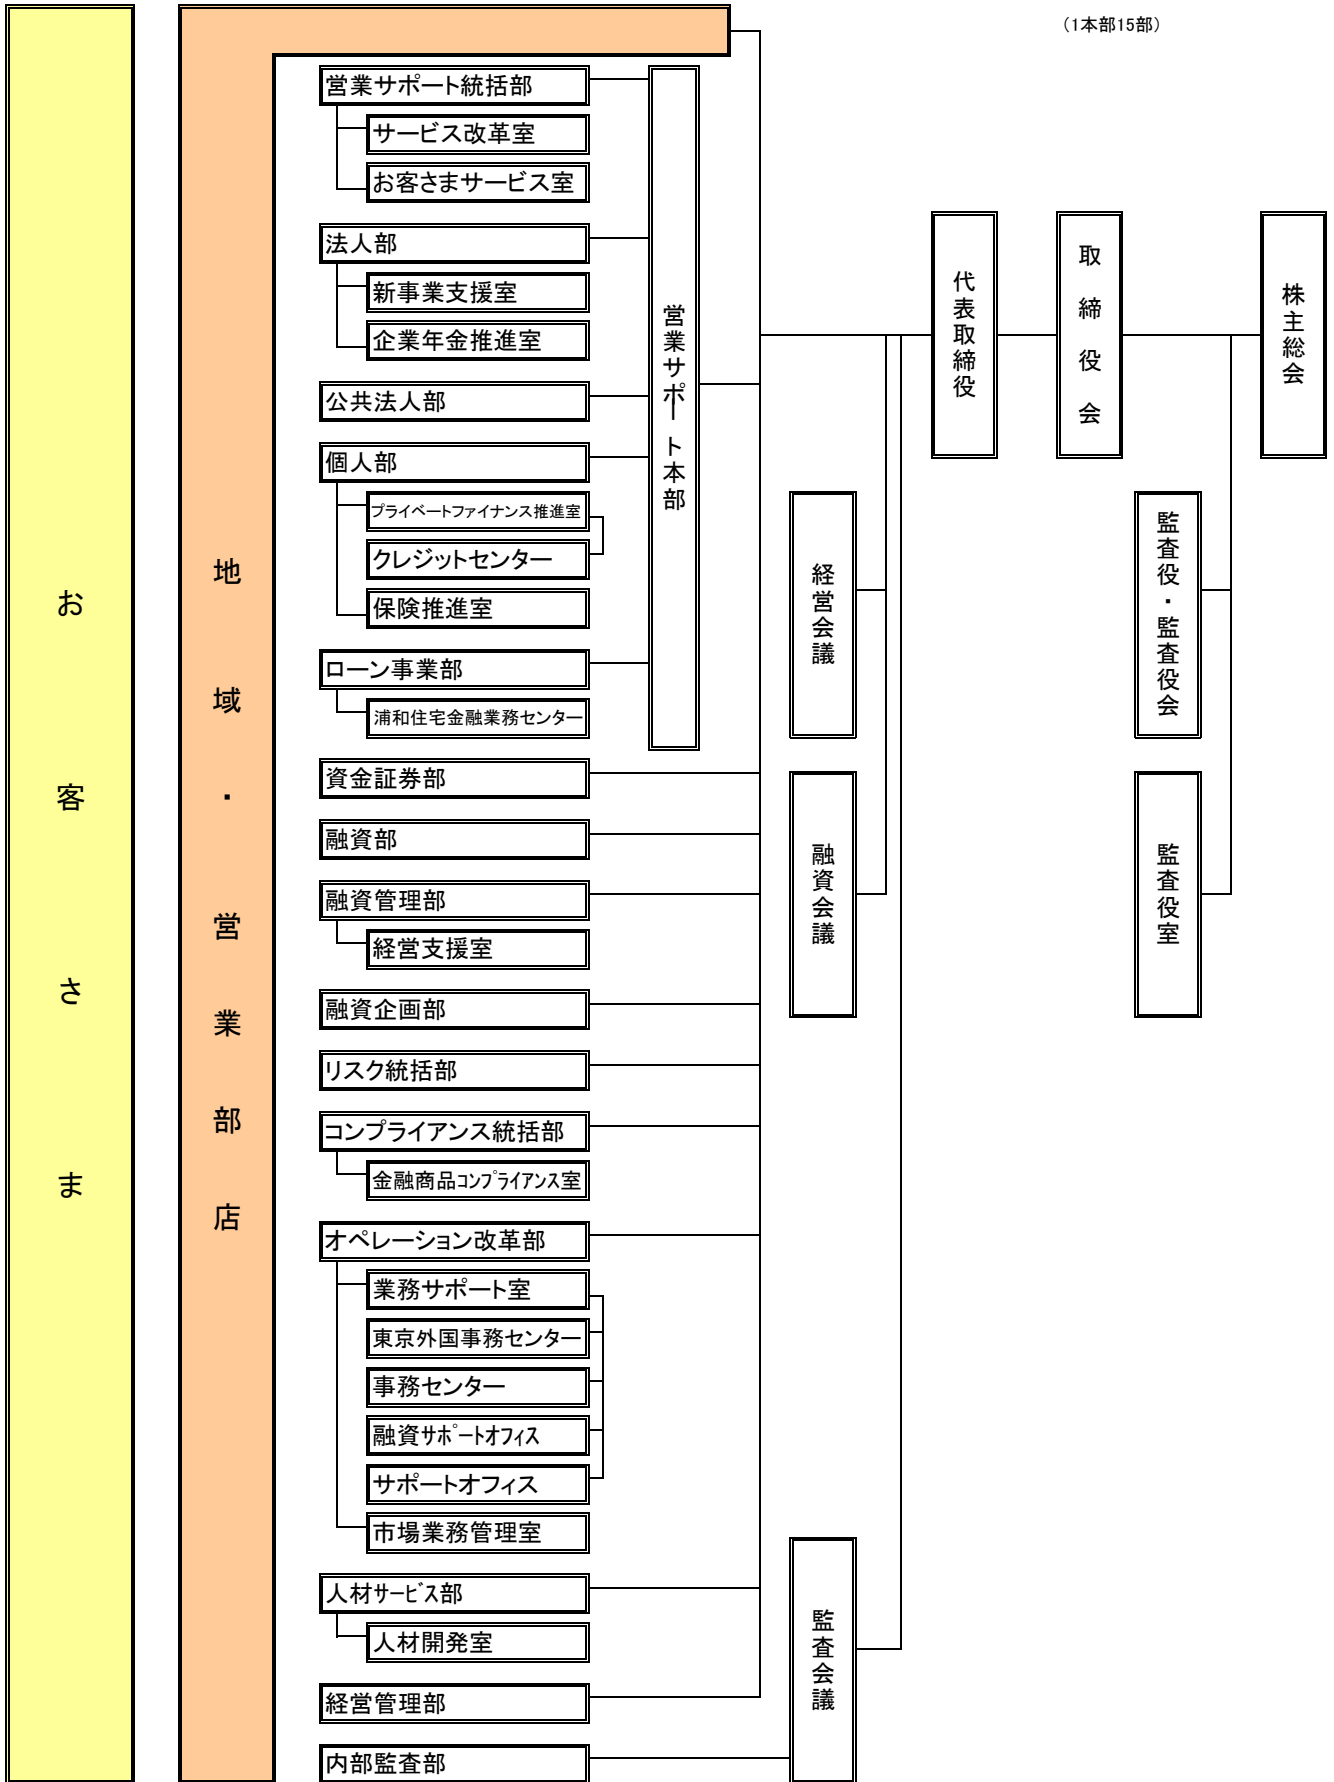 (1本部15部)
お客さま
地域・営業部店
営業サポート統括部
サービス改革室
お客さまサービス室
法人部
新事業支援室
企業年金推進室
公共法人部
個人部
プライベートファイナンス推進室
クレジットセンター
保険推進室
ローン事業部
浦和住宅金融業務センター
資金証券部
融資部
融資管理部
経営支援室
融資企画部
リスク統括部
コンプライアンス統括部
金融商品ｺﾝﾌﾟﾗｲｱﾝｽ室
オペレーション改革部
業務サポート室
東京外国事務センター
事務センター
融資ｻﾎﾟｰﾄｵﾌｨｽ
サポートオフィス
市場業務管理室
人材ｻｰﾋﾞｽ部
人材開発室
経営管理部
内部監査部
営業サポート本部
経営会議
融資会議
監査会議
代表取締役
取締役会
監査役・監査役会
監査役室
株主総会